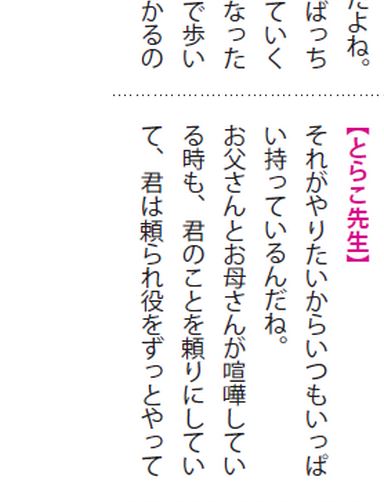 たよね。
ばっち
ていく
なった
で歩い
かるの
【とらこ先生】
それがやりたいからいつもいっぱ
い持っているんだね。
お父さんとお母さんが喧嘩してい
る時も、君のことを頼りにしてい
て、君は頼られ役をずっとやって